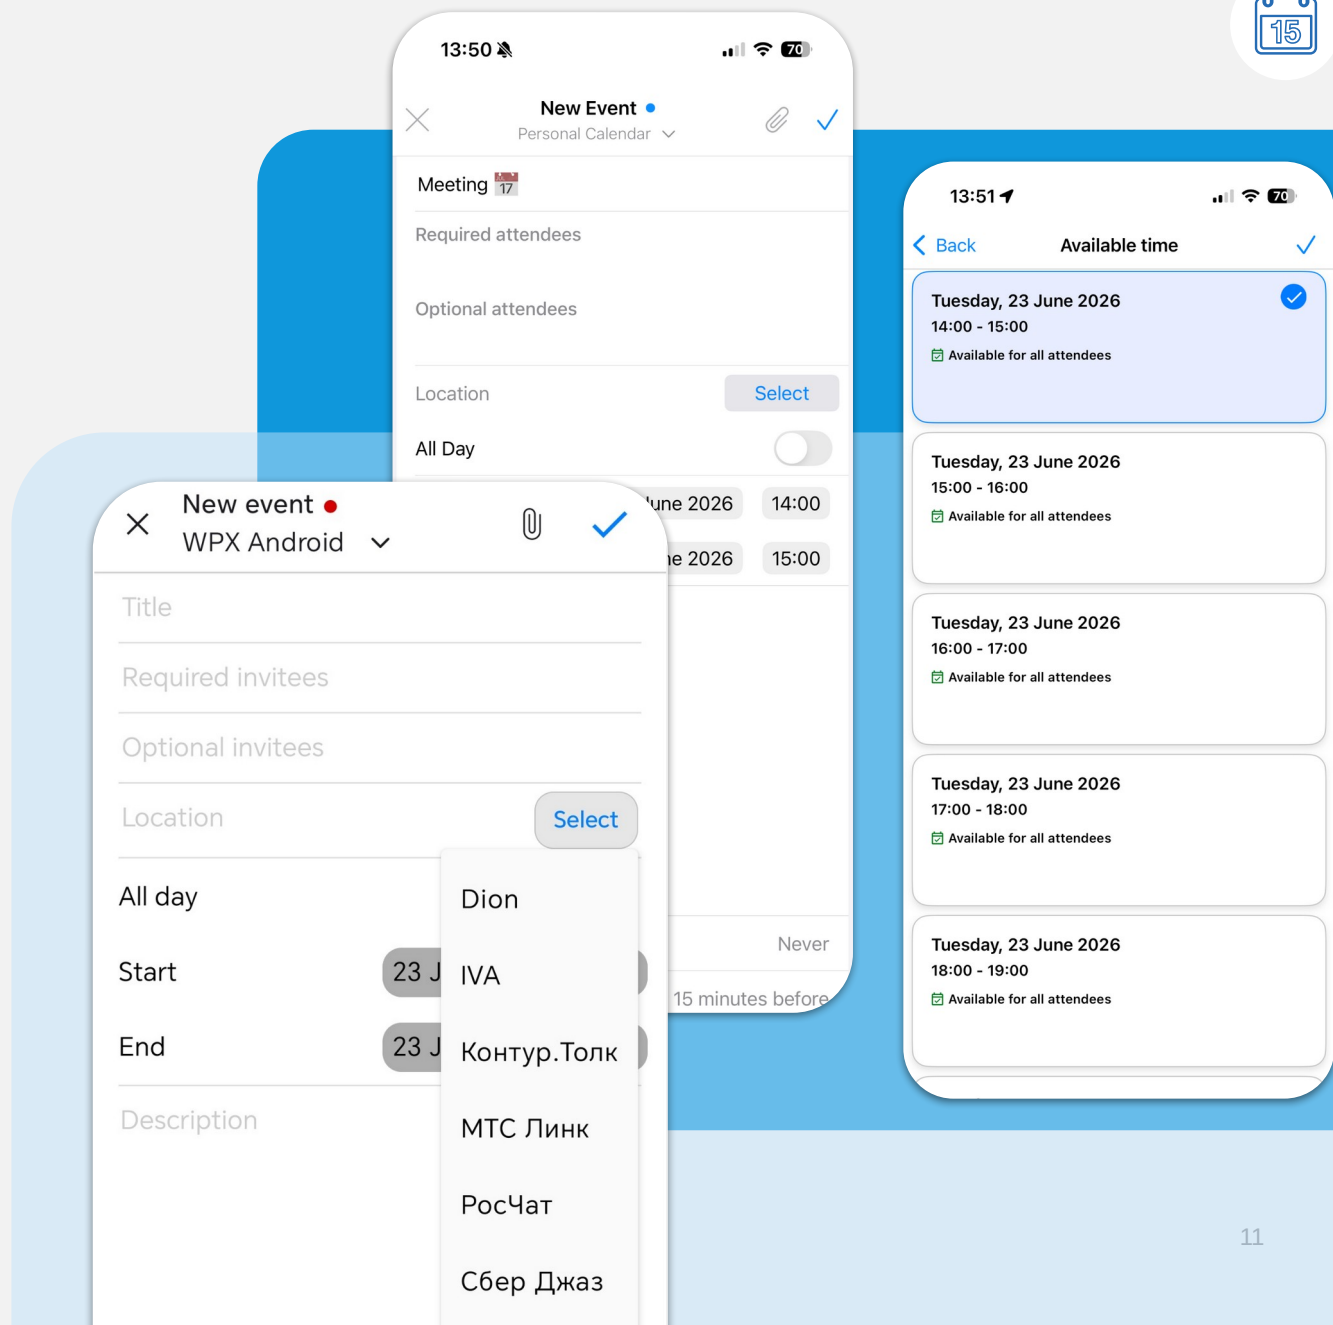 15
13:50
70
New Event
Personal Calendar
Meeting 17
Required attendees
Optional attendees
Location
Select
All Day
June 2026
14:00
2026
15:00
Never
15 minutes before
New event
WPX Android
Title
Required invitees
Optional invitees
Location
Select
All day
Start
23 J
End
23 J
Description
Dion
IVA
Контур.Толк
МТС Линк
РосЧат
Сбер Джаз
13:51
70
Back
Available time
Tuesday, 23 June 2026
14:00 - 15:00
Available for all attendees
Tuesday, 23 June 2026
15:00 - 16:00
Available for all attendees
Tuesday, 23 June 2026
16:00 - 17:00
Available for all attendees
Tuesday, 23 June 2026
17:00 - 18:00
Available for all attendees
Tuesday, 23 June 2026
18:00 - 19:00
Available for all attendees
11